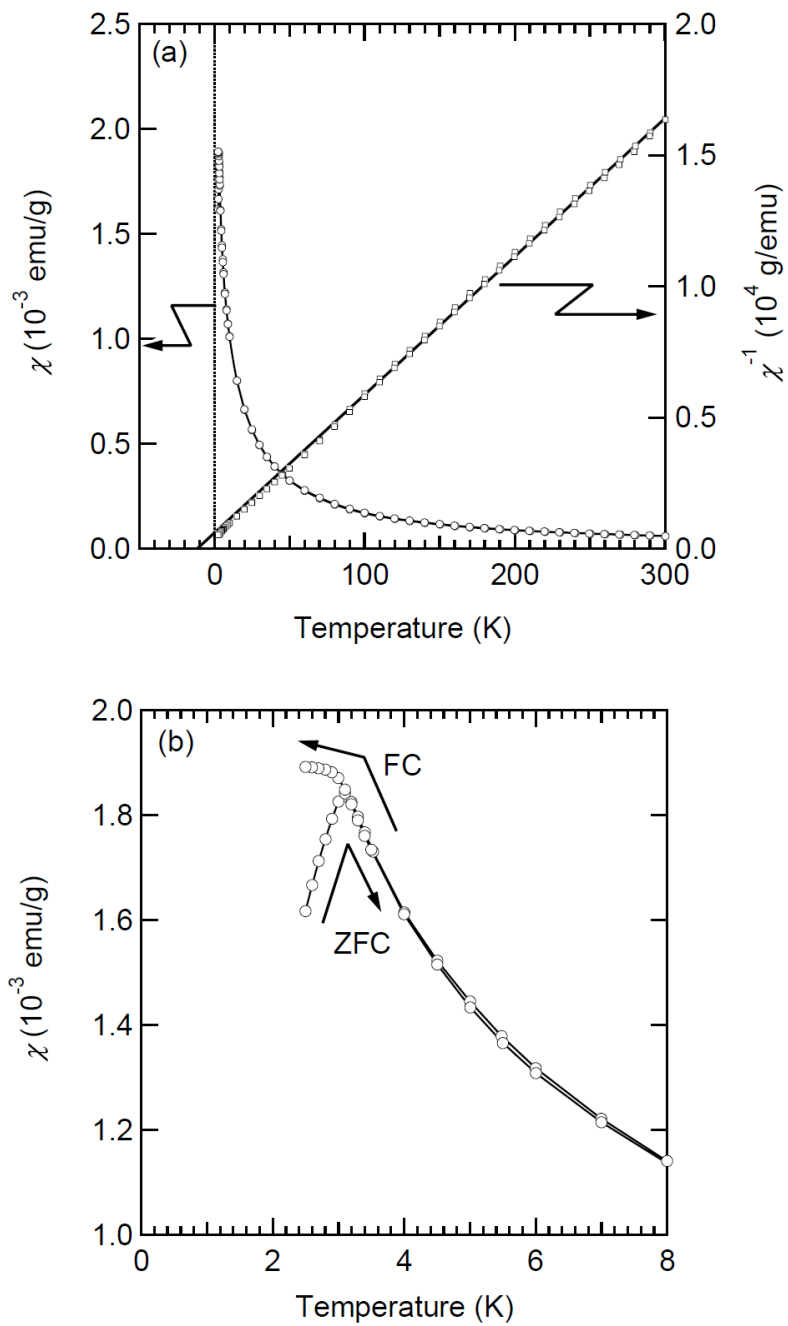 (a)
2.5
2.0
1.5
1.0
0.5
0.0
χ (10⁻³ emu/g)
2.0
1.5
1.0
0.5
0.0
χ⁻¹ (10⁴ g/emu)
0
100
200
300
Temperature (K)
(b)
2.0
1.8
1.6
1.4
1.2
1.0
χ (10⁻³ emu/g)
FC
ZFC
0
2
4
6
8
Temperature (K)